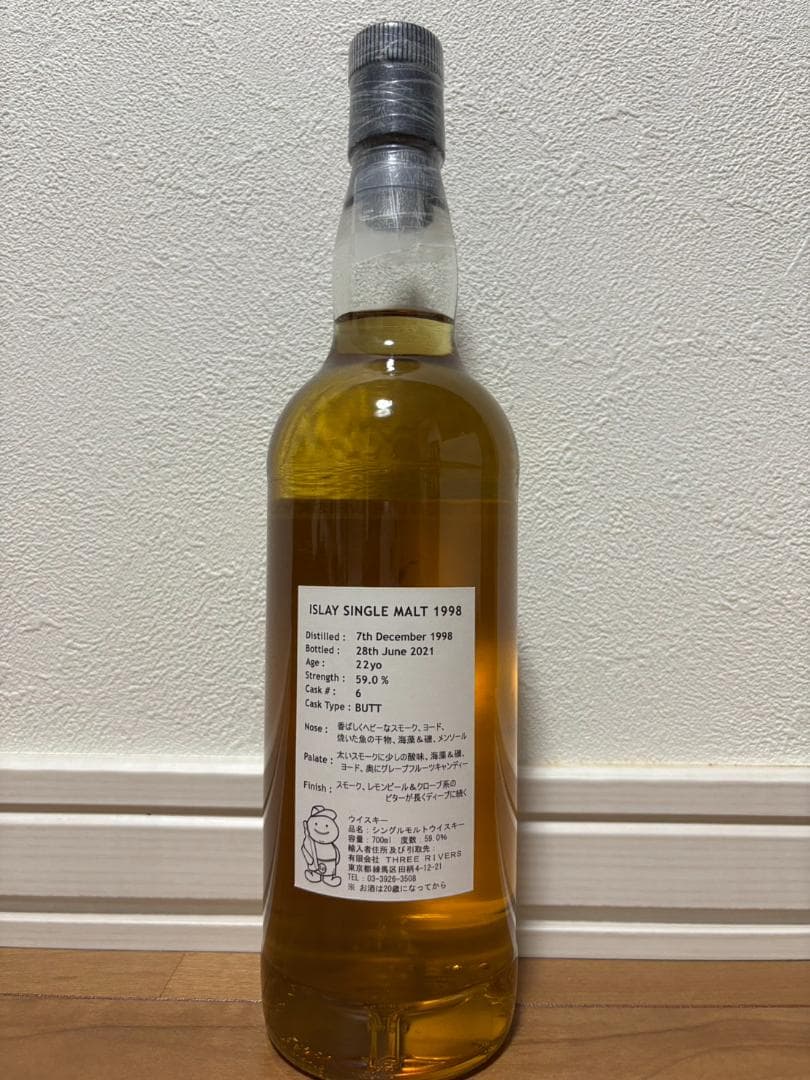 ISLAY SINGLE MALT 1998
Distilled : 7th December 1998
Bottled : 28th June 2021
Age : 22yo
Strength : 59.0 %
Cask # : 6
Cask Type : BUTT
Nose : 香ばしくヘビーなスモーク、ヨード、
焼いた魚の干物、海藻&磯、メンソール
Palate : 太いスモークに少しの酸味、海藻&磯、
ヨード、奥にグレープフルーツキャンディー
Finish : スモーク、レモンピール&クローブ系の
ビターが長くディープに続く
ウイスキー
品名 : シングルモルトウイスキー
容量 : 700ml 度数 : 59.0%
輸入者住所及び引取先 :
有限会社 THREE RIVERS
東京都練馬区田柄4-12-21
TEL : 03-3926-3508
※ お酒は20歳になってから